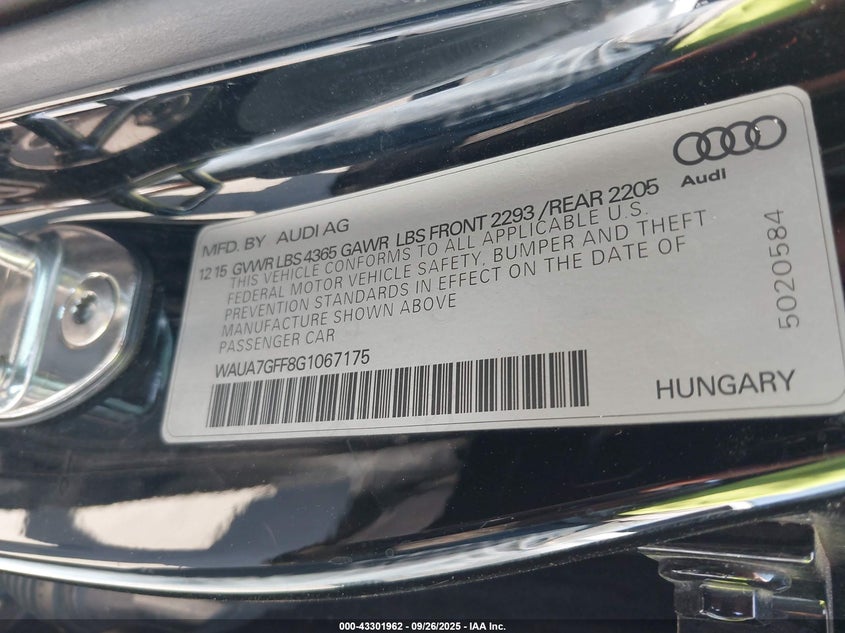 Audi
MFD. BY AUDI AG
12 15 GVWR LBS 4365 GAWR LBS FRONT 2293 / REAR 2205
THIS VEHICLE CONFORMS TO ALL APPLICABLE U.S.
FEDERAL MOTOR VEHICLE SAFETY, BUMPER AND THEFT
PREVENTION STANDARDS IN EFFECT ON THE DATE OF
MANUFACTURE SHOWN ABOVE
PASSENGER CAR
WAUA7GFF8G1067175
HUNGARY
5020584
000-43301962 - 09/26/2025 - IAA Inc.